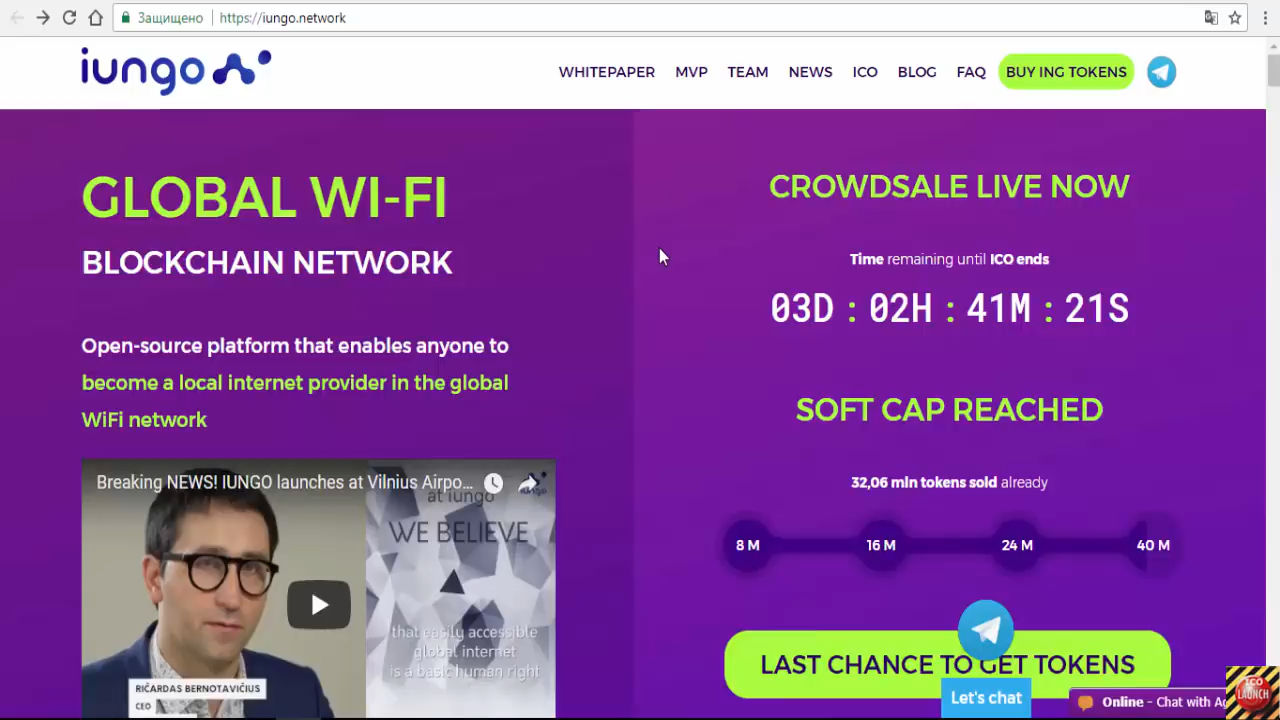 Защищено
https://iungo.network
iungo
WHITEPAPER
MVP
TEAM
NEWS
ICO
BLOG
FAQ
BUY ING TOKENS
GLOBAL WI-FI
BLOCKCHAIN NETWORK
Open-source platform that enables anyone to
become a local internet provider in the global
WiFi network
Breaking NEWS! IUNGO launches at Vilnius Airpo...
at iungo
WE BELIEVE
that easily accessible
global internet
is a basic human right
RIČARDAS BERNOTAVIČIUS
CEO
CROWDSALE LIVE NOW
Time remaining until ICO ends
03D : 02H : 41M : 21S
SOFT CAP REACHED
32,06 mln tokens sold already
8 M
16 M
24 M
40 M
LAST CHANCE TO GET TOKENS
Let's chat
Online - Chat with Ag
ICO
LAUNCH